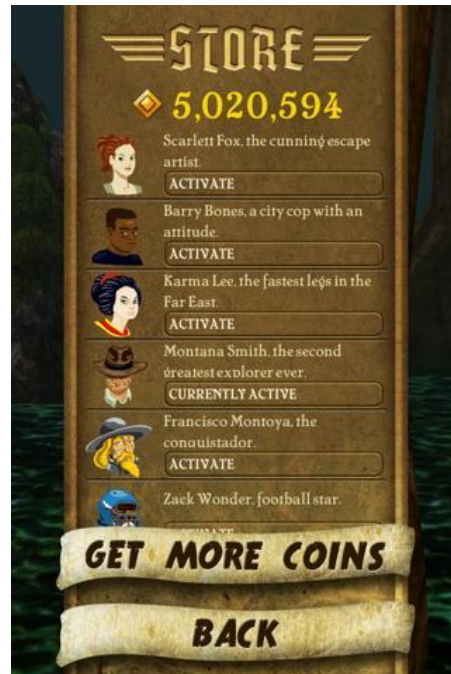 STORE
5,020,594
Scarlett Fox, the cunning escape
artist.
ACTIVATE
Barry Bones, a city cop with an
attitude.
ACTIVATE
Karma Lee, the fastest legs in the
Far East.
ACTIVATE
Montana Smith, the second
greatest explorer ever.
CURRENTLY ACTIVE
Francisco Montoya, the
conquistador.
ACTIVATE
Zack Wonder, football star.
ACTIVATE
GET MORE COINS
BACK